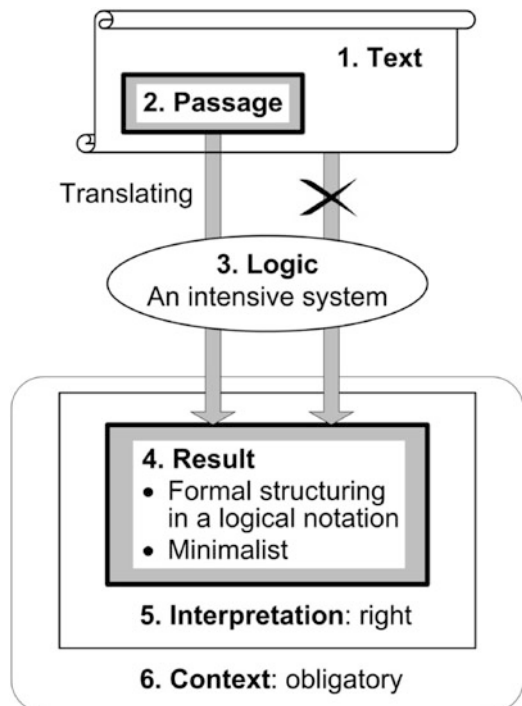 1. Text
2. Passage
Translating
3. Logic
An intensive system
4. Result
• Formal structuring
in a logical notation
• Minimalist
5. Interpretation: right
6. Context: obligatory